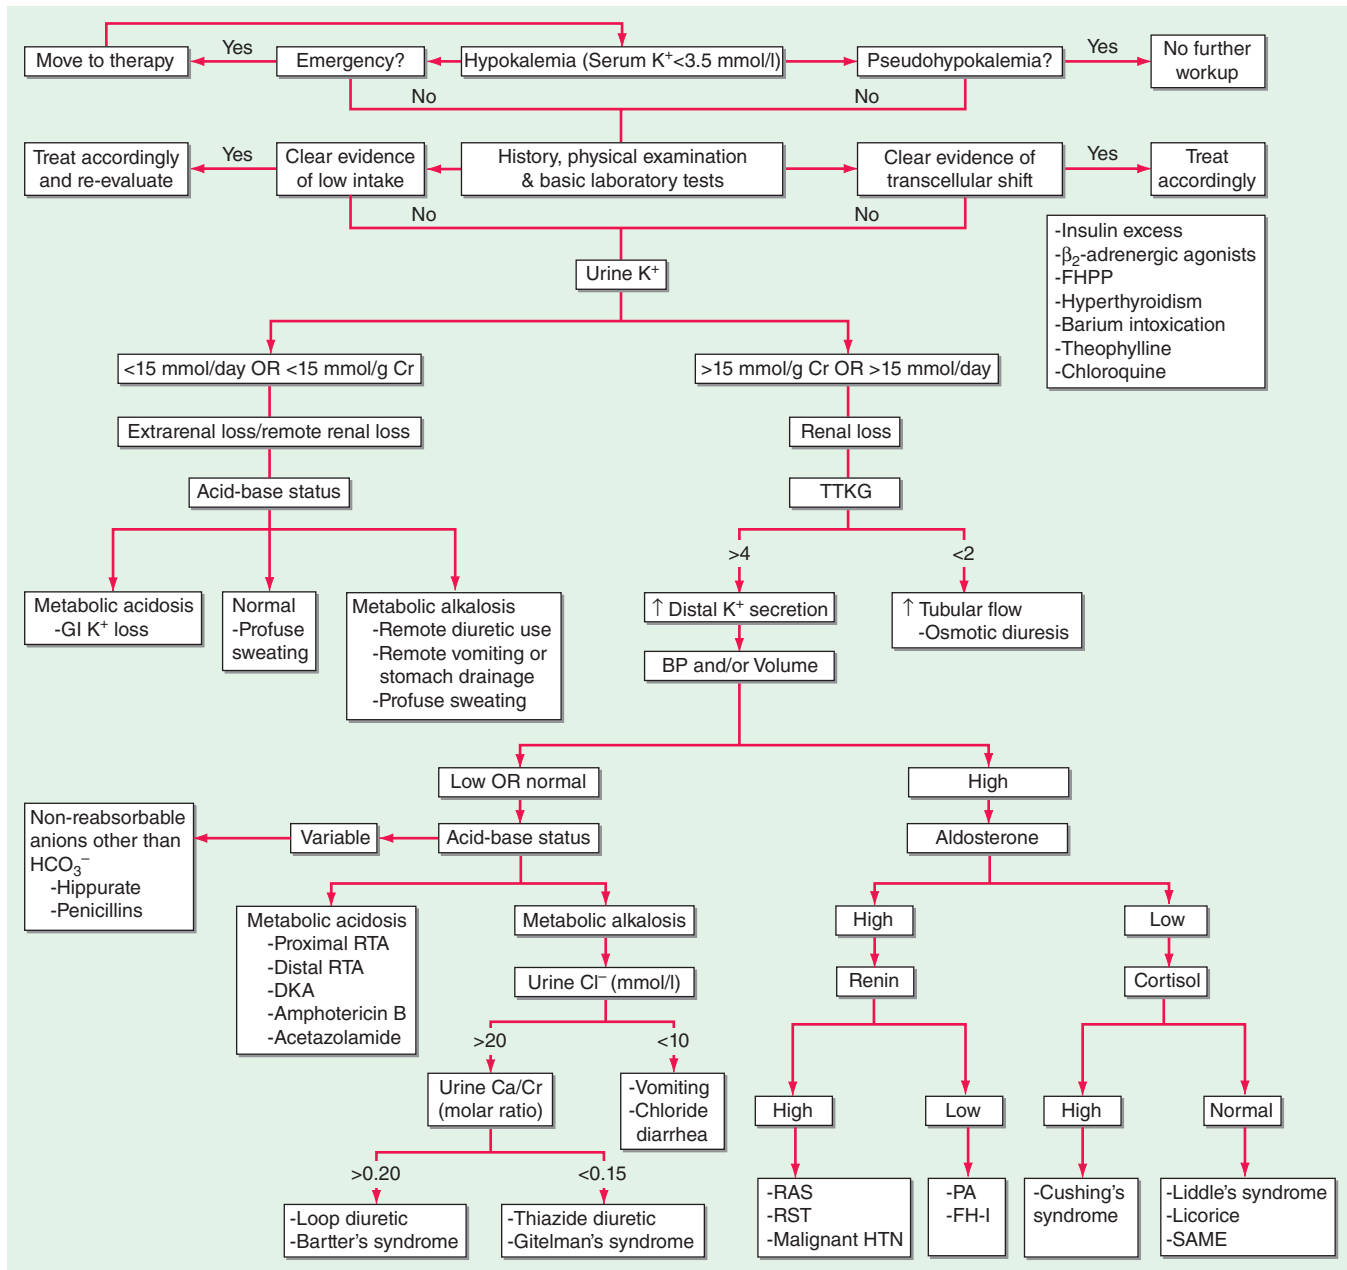 Move to therapy
Yes
Emergency?
Hypokalemia (Serum K⁺<3.5 mmol/l)
Pseudohypokalemia?
Yes
No further
workup
No
No
Treat accordingly
and re-evaluate
Yes
Clear evidence
of low intake
History, physical examination
& basic laboratory tests
Clear evidence of
transcellular shift
Yes
Treat
accordingly
No
No
-Insulin excess
-β₂-adrenergic agonists
-FHPP
-Hyperthyroidism
-Barium intoxication
-Theophylline
-Chloroquine
Urine K⁺
<15 mmol/day OR <15 mmol/g Cr
>15 mmol/g Cr OR >15 mmol/day
Extrarenal loss/remote renal loss
Renal loss
Acid-base status
TTKG
>4
<2
Metabolic acidosis
-GI K⁺ loss
Normal
-Profuse
sweating
Metabolic alkalosis
-Remote diuretic use
-Remote vomiting or
stomach drainage
-Profuse sweating
↑ Distal K⁺ secretion
↑ Tubular flow
-Osmotic diuresis
BP and/or Volume
Low OR normal
High
Non-reabsorbable
anions other than
HCO₃⁻
-Hippurate
-Penicillins
Variable
Acid-base status
Aldosterone
Metabolic acidosis
-Proximal RTA
-Distal RTA
-DKA
-Amphotericin B
-Acetazolamide
Metabolic alkalosis
High
Low
Urine Cl⁻ (mmol/l)
Renin
Cortisol
>20
<10
Urine Ca/Cr
(molar ratio)
-Vomiting
-Chloride
diarrhea
High
Low
High
Normal
>0.20
<0.15
-Loop diuretic
-Bartter's syndrome
-Thiazide diuretic
-Gitelman's syndrome
-RAS
-RST
-Malignant HTN
-PA
-FH-I
-Cushing's
syndrome
-Liddle's syndrome
-Licorice
-SAME